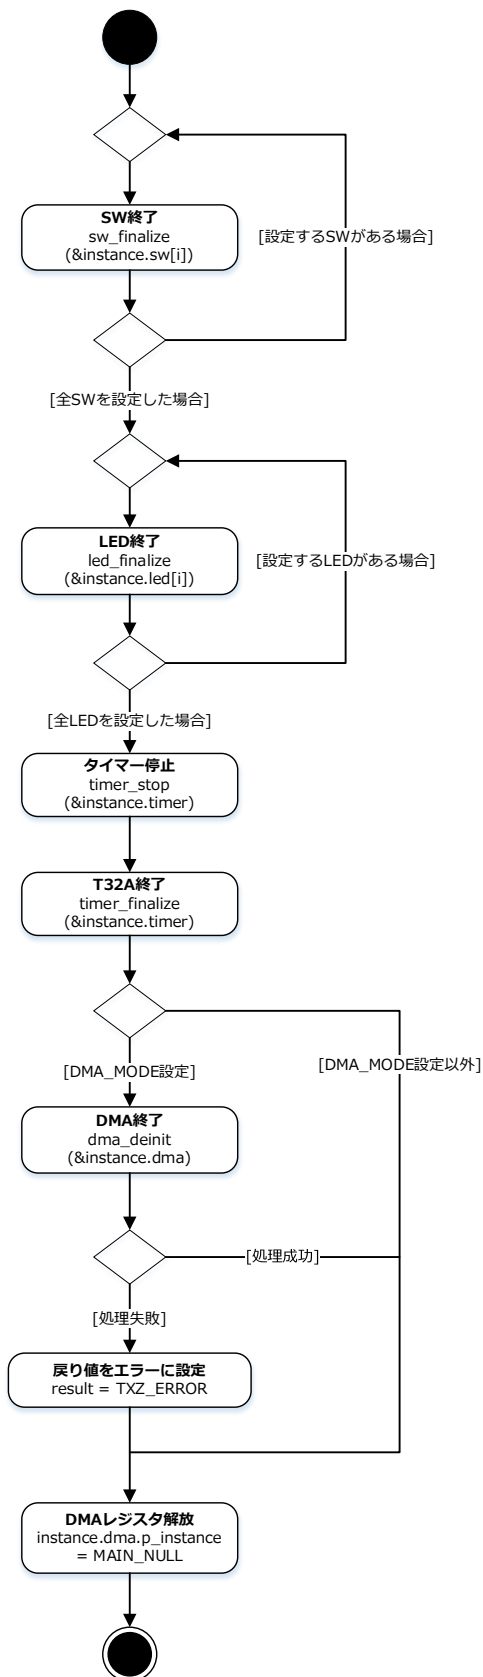 SW終了
sw_finalize
(&instance.sw[i])
[設定するSWがある場合]
[全SWを設定した場合]
LED終了
led_finalize
(&instance.led[i])
[設定するLEDがある場合]
[全LEDを設定した場合]
タイマー停止
timer_stop
(&instance.timer)
T32A終了
timer_finalize
(&instance.timer)
[DMA_MODE設定]
[DMA_MODE設定以外]
DMA終了
dma_deinit
(&instance.dma)
[処理成功]
[処理失敗]
戻り値をエラーに設定
result = TXZ_ERROR
DMAレジスタ解放
instance.dma.p_instance
= MAIN_NULL